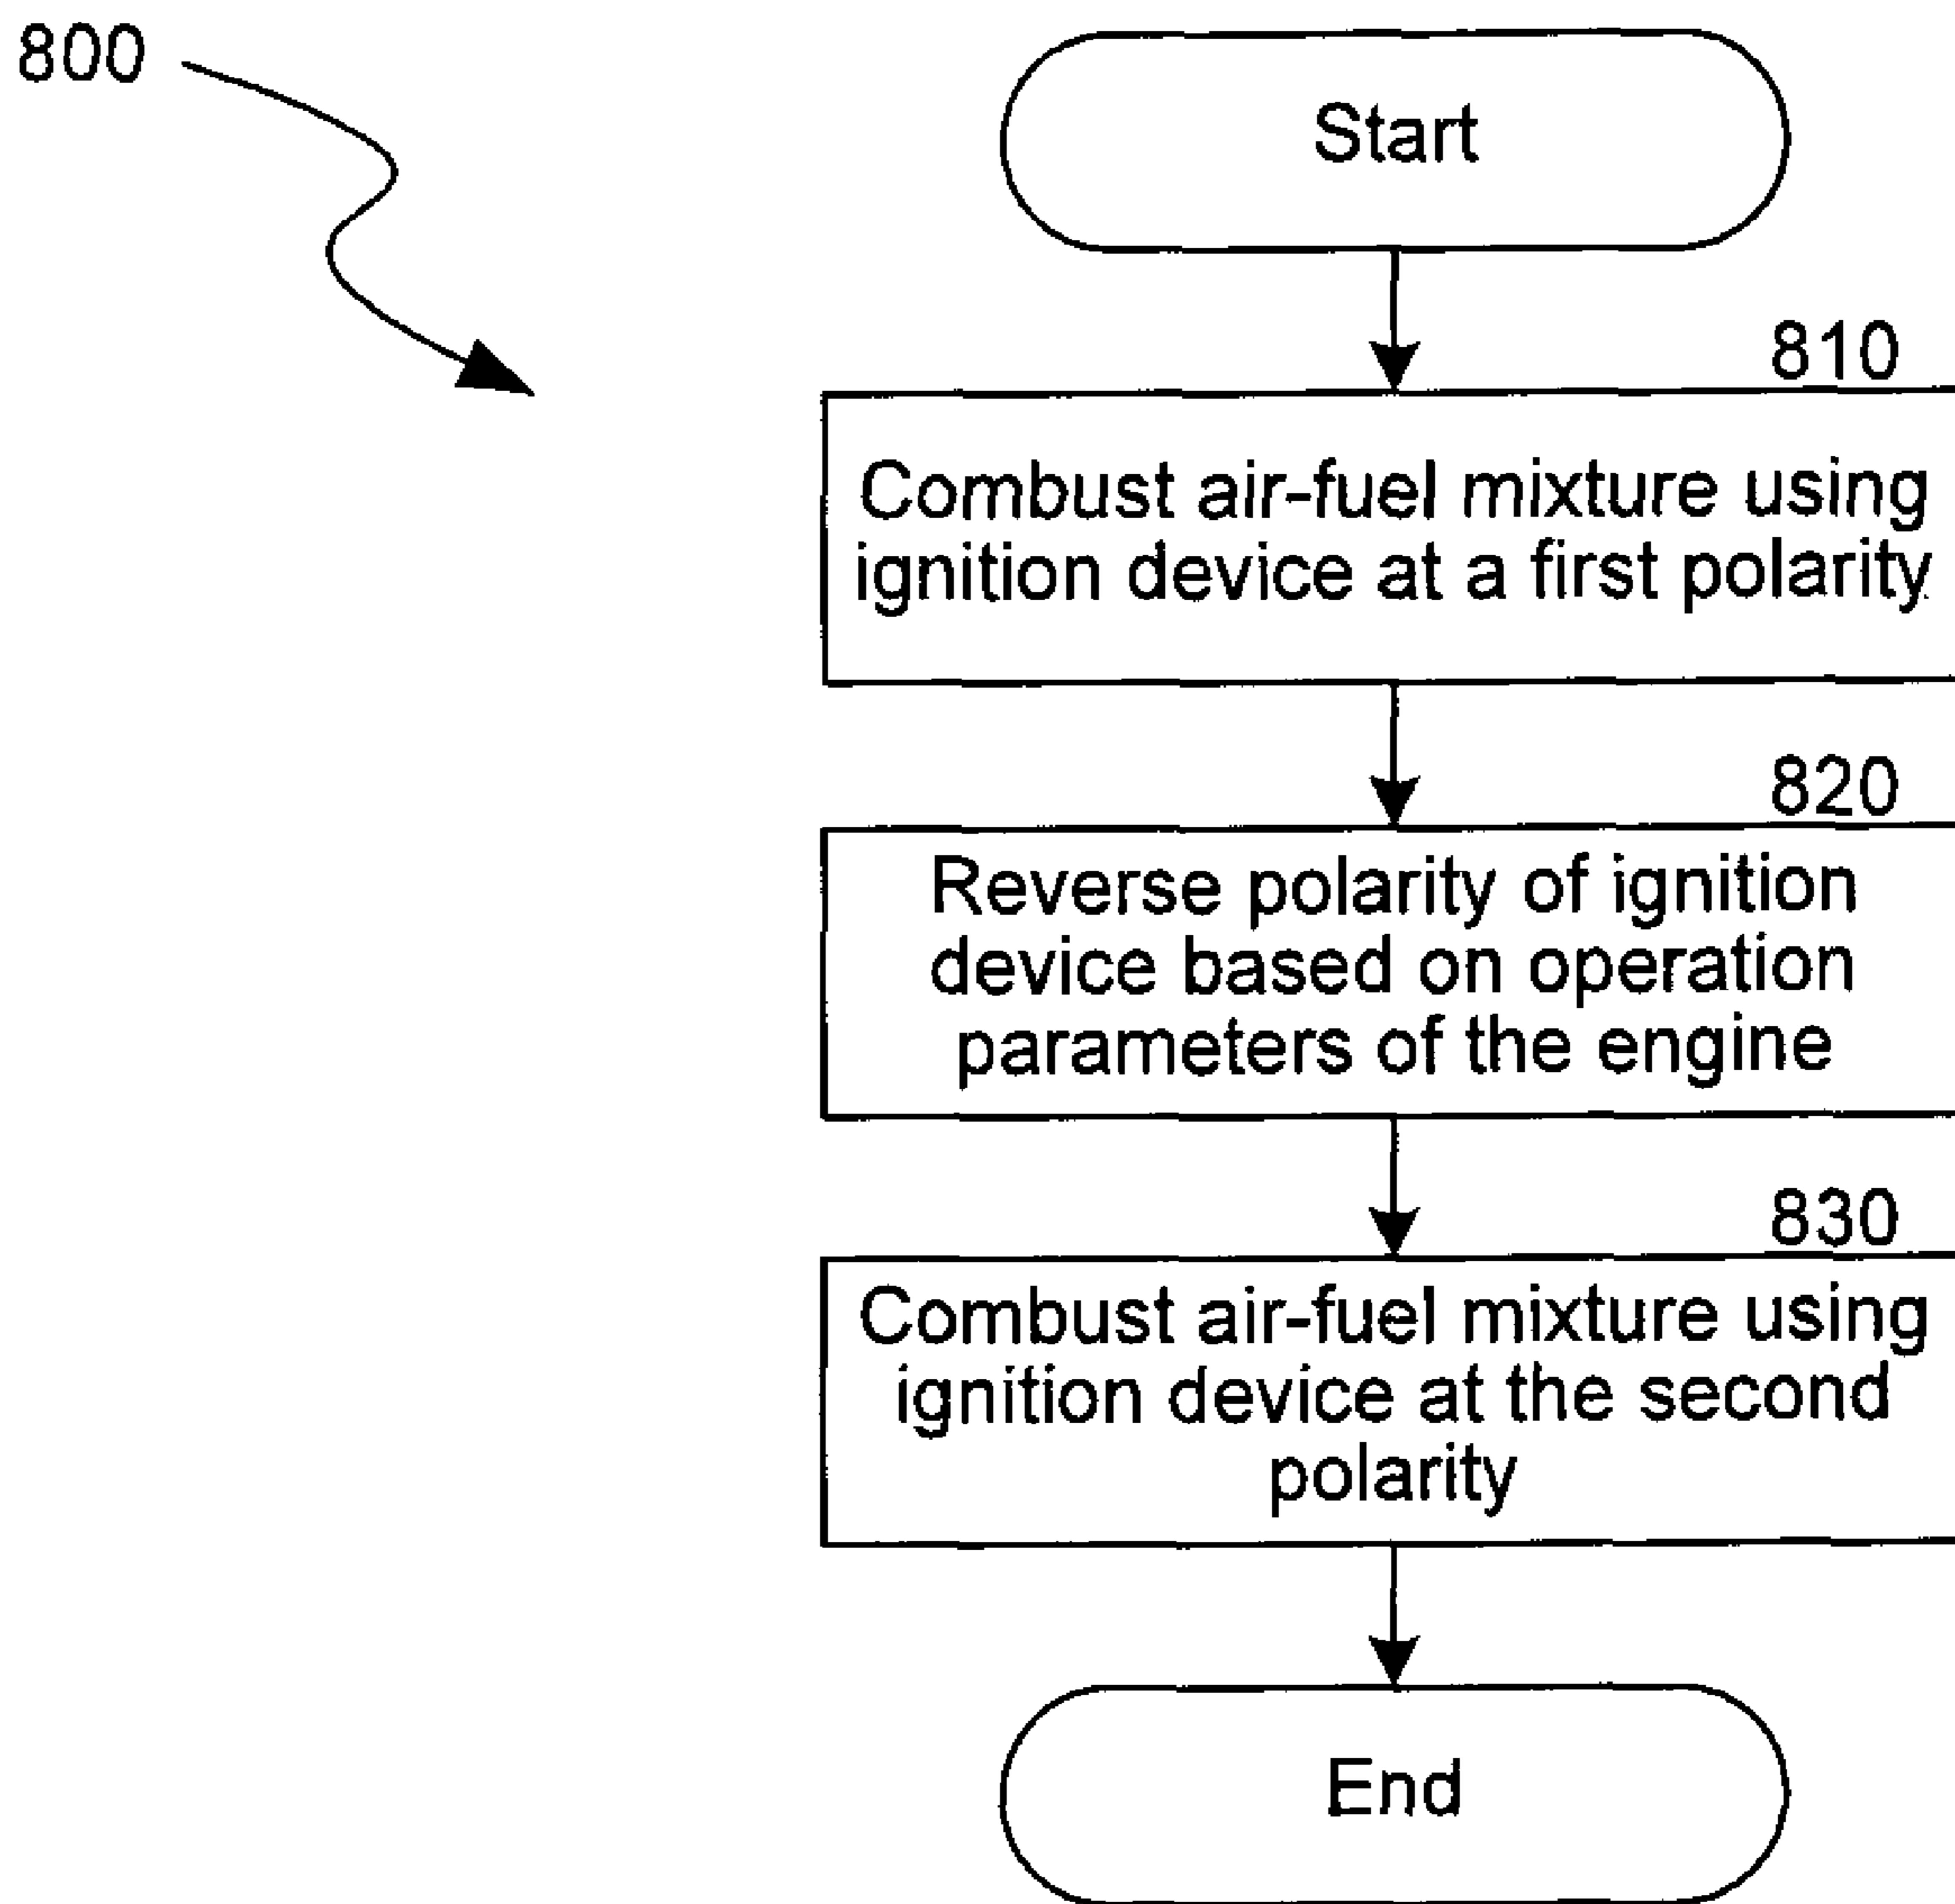 800
Start
810
Combust air-fuel mixture using
ignition device at a first polarity
820
Reverse polarity of ignition
device based on operation
parameters of the engine
830
Combust air-fuel mixture using
ignition device at the second
polarity
End